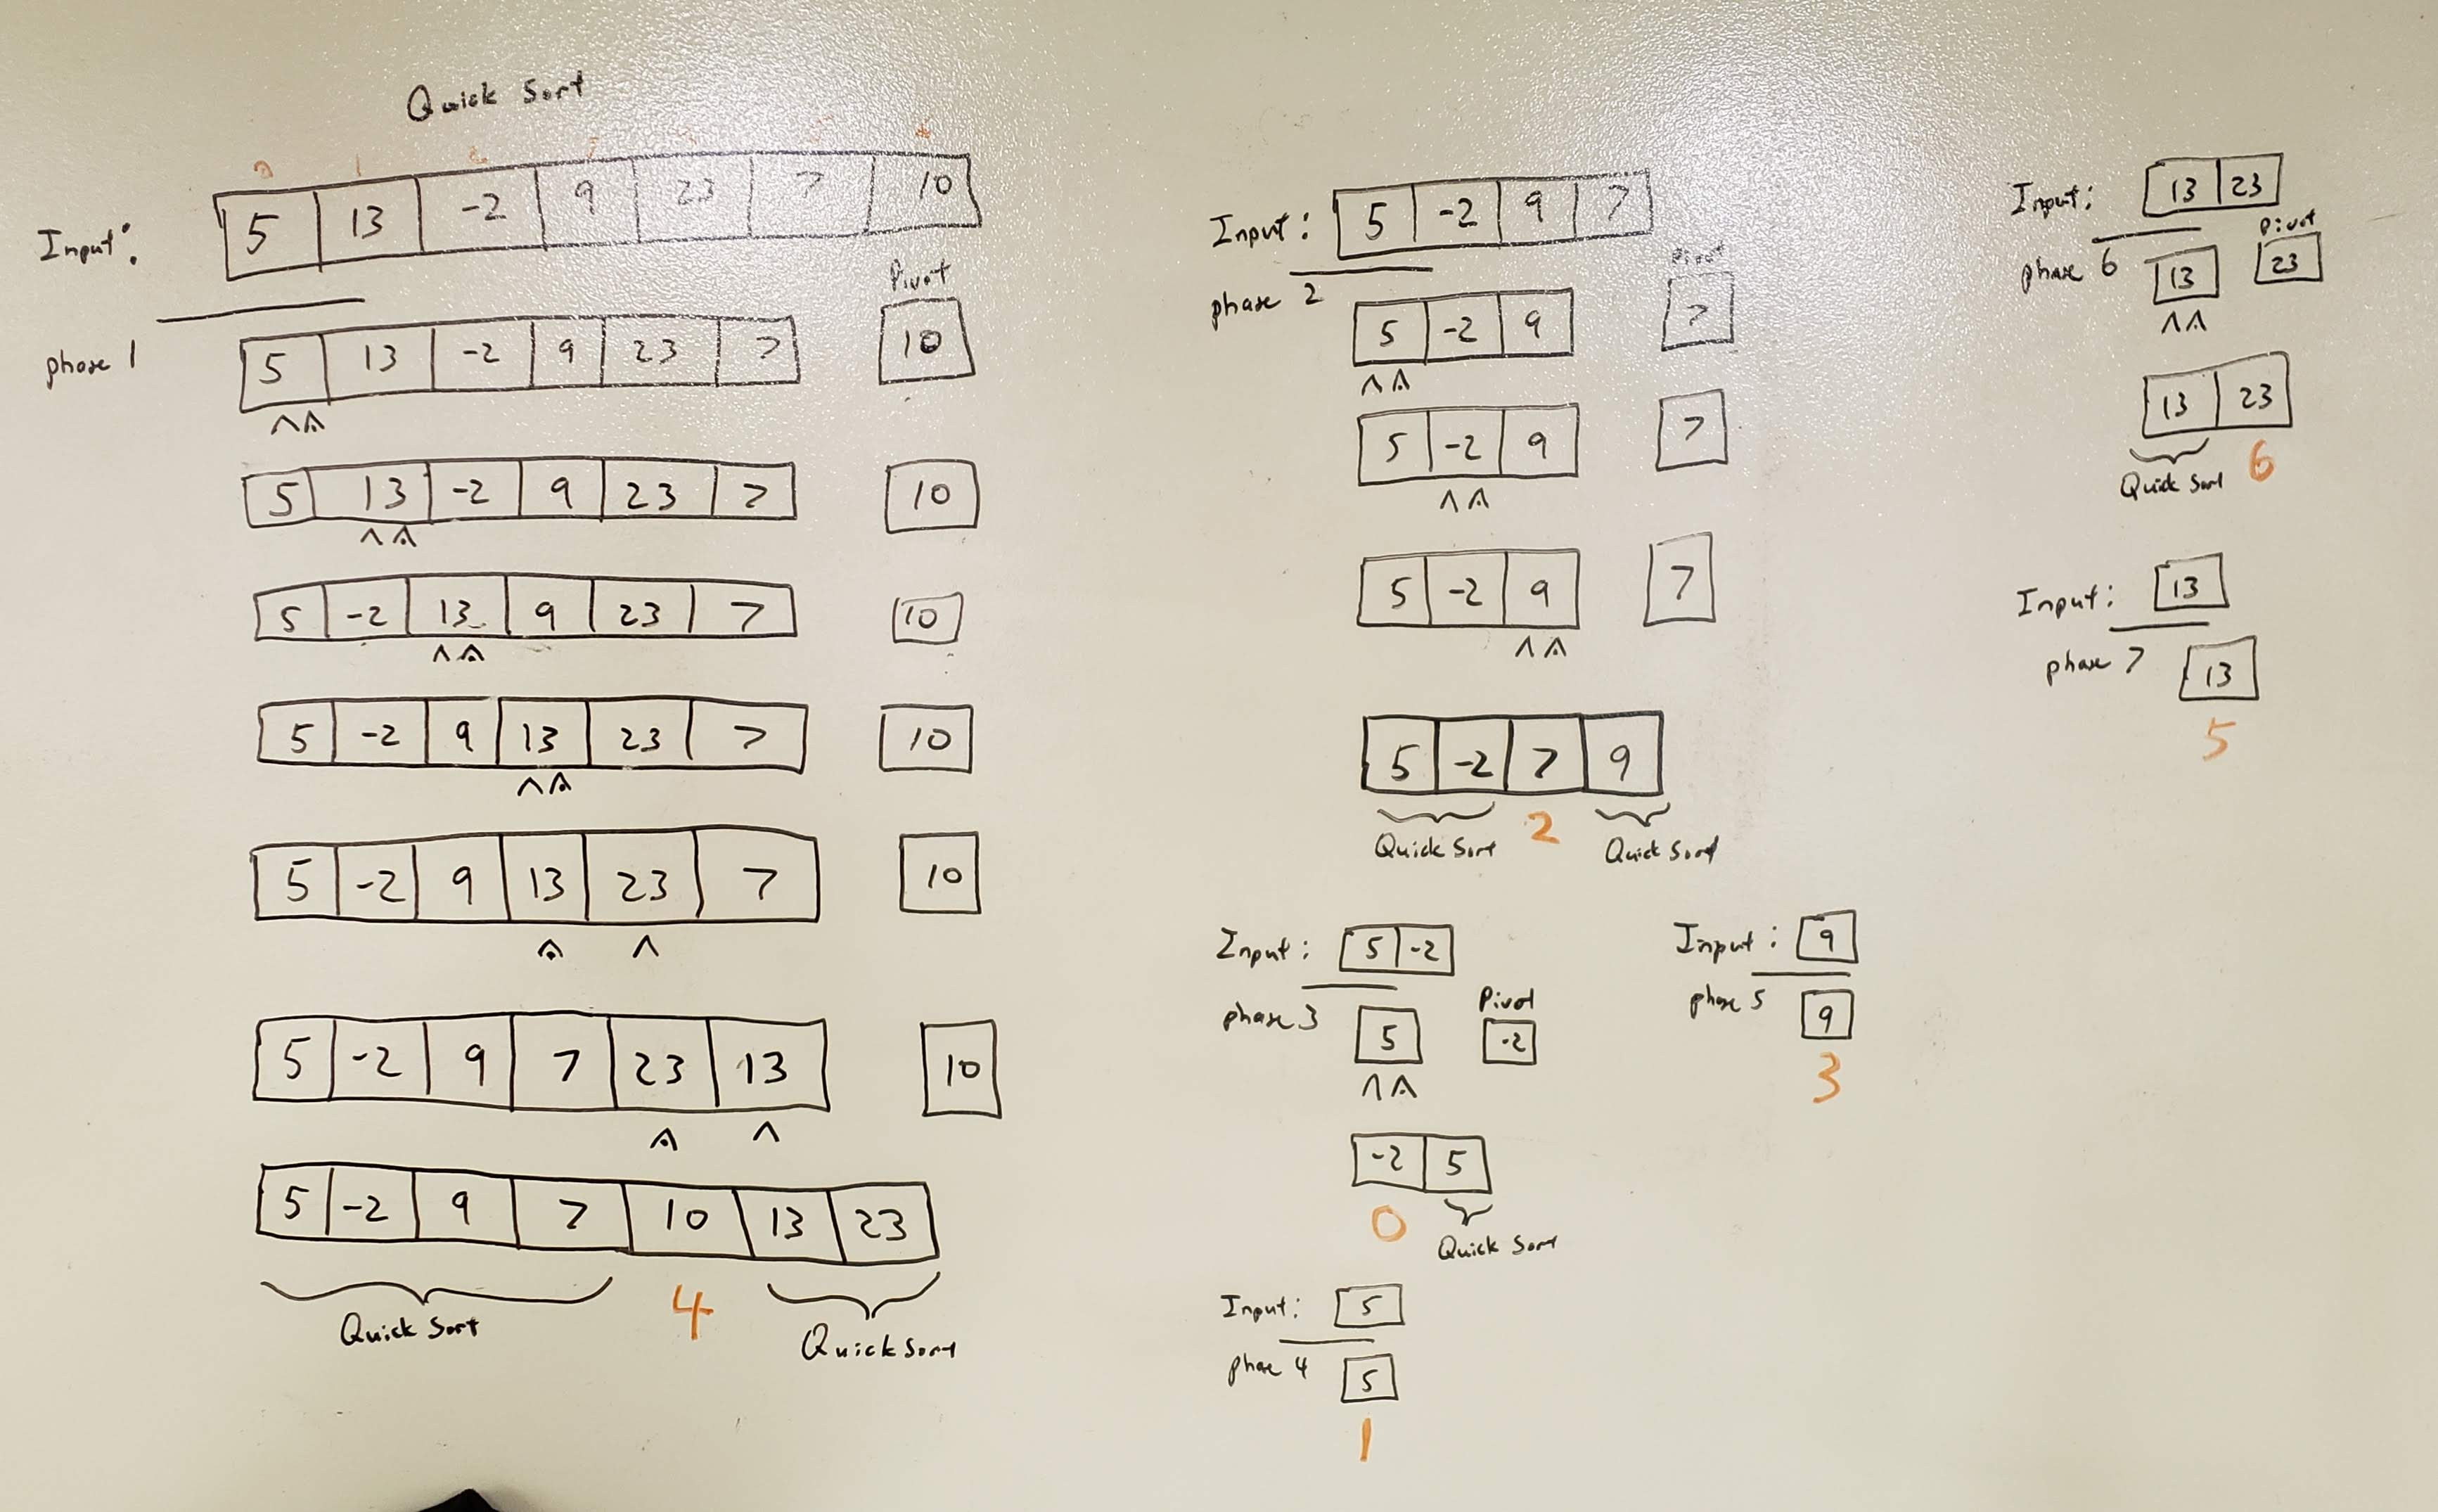 Quick Sort
Input: 5 13 -2 9 23 7 10
Pivot
phase 1 5 13 -2 9 23 7 10
^ ^
5 13 -2 9 23 7 10
^ ^
5 -2 13 9 23 7 10
^ ^
5 -2 9 13 23 7 10
^ ^
5 -2 9 13 23 7 10
^ ^
5 -2 9 7 23 13 10
^ ^
5 -2 9 7 10 13 23
Quick Sort 4 Quick Sort
Input: 5 -2 9 7
Pivot
phase 2 5 -2 9 7
^ ^
5 -2 9 7
^ ^
5 -2 9 7
^ ^
5 -2 7 9
Quick Sort 2 Quick Sort
Input: 5 -2
Pivot
phase 3 5 -2
^ ^
-2 5
0 Quick Sort
Input: 5
phase 4 5
1
Input: 9
phase 5 9
3
Input: 13 23
Pivot
phase 6 13 23
^ ^
13 23
Quick Sort 6
Input: 13
phase 7 13
5